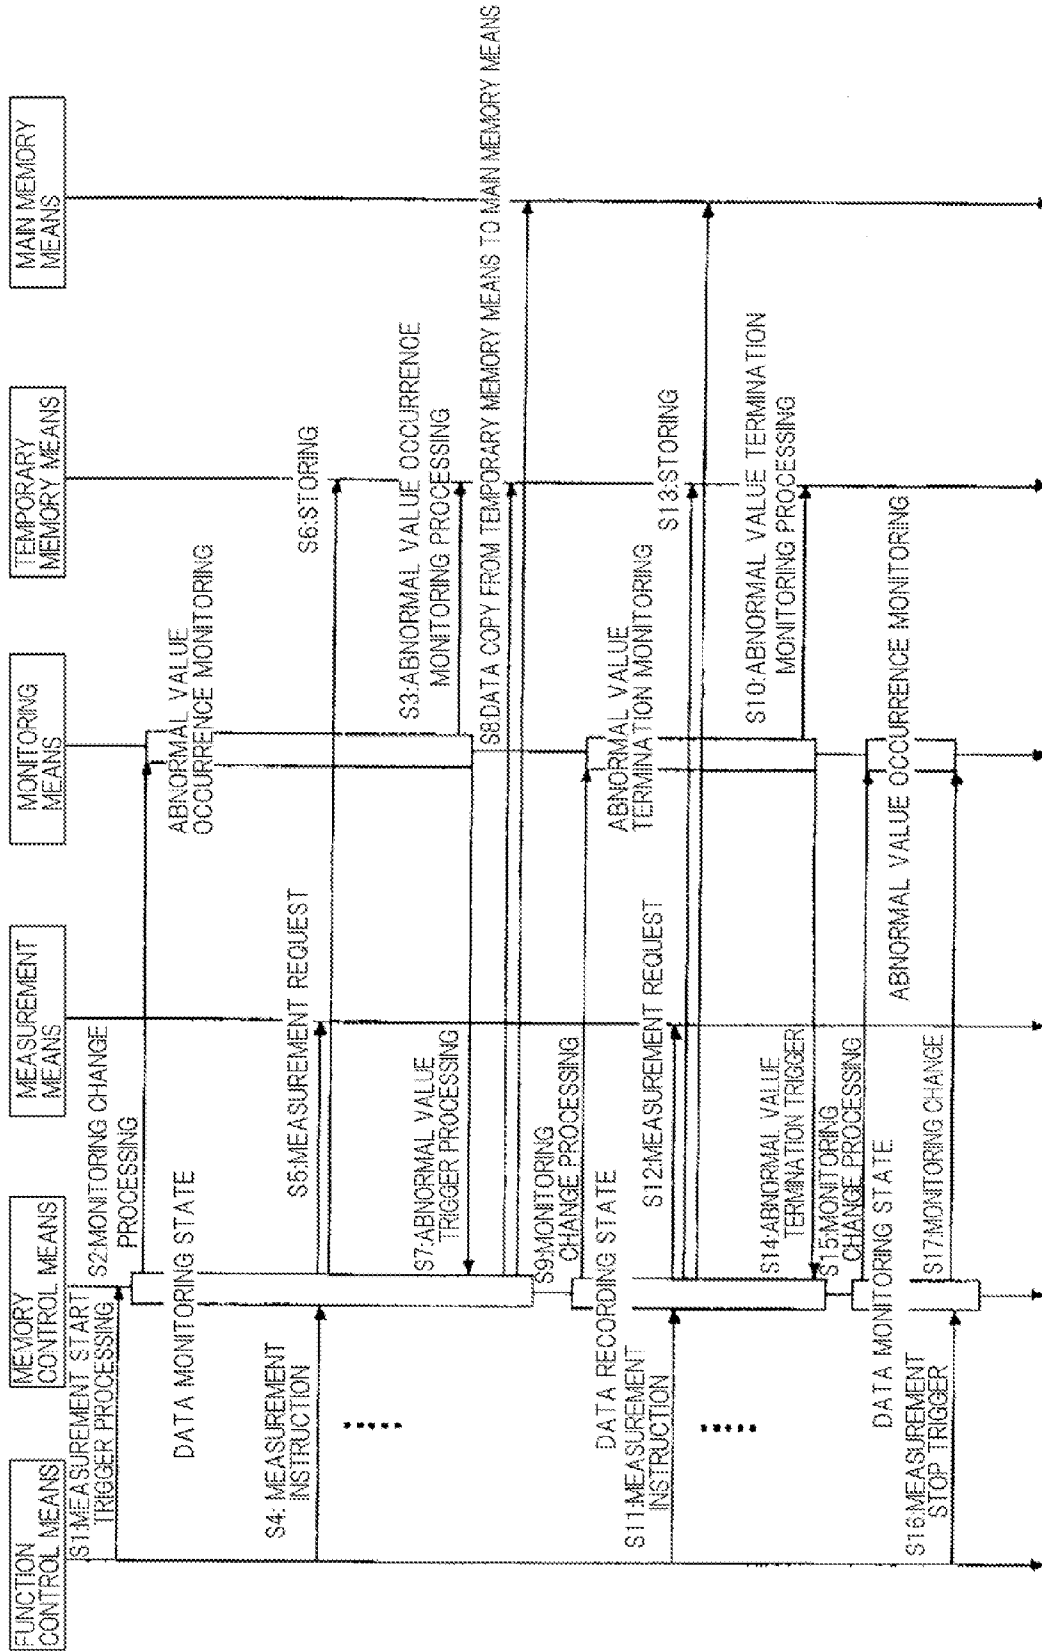 FUNCTION
CONTROL MEANS
MEMORY
CONTROL MEANS
MEASUREMENT
MEANS
MONITORING
MEANS
TEMPORARY
MEMORY MEANS
MAIN MEMORY
MEANS
S1:MEASUREMENT START
TRIGGER PROCESSING
S2:MONITORING CHANGE
PROCESSING
DATA MONITORING STATE
ABNORMAL VALUE
OCCURRENCE MONITORING
S4: MEASUREMENT
INSTRUCTION
S5:MEASUREMENT REQUEST
S6:STORING
S3:ABNORMAL VALUE OCCURRENCE
MONITORING PROCESSING
S7:ABNORMAL VALUE
TRIGGER PROCESSING
S8:DATA COPY FROM TEMPORARY MEMORY MEANS TO MAIN MEMORY MEANS
S9:MONITORING
CHANGE PROCESSING
DATA RECORDING STATE
ABNORMAL VALUE
TERMINATION MONITORING
S11:MEASUREMENT
INSTRUCTION
S12:MEASUREMENT REQUEST
S13:STORING
S10:ABNORMAL VALUE TERMINATION
MONITORING PROCESSING
S14:ABNORMAL VALUE
TERMINATION TRIGGER
S15:MONITORING
CHANGE PROCESSING
DATA MONITORING STATE
ABNORMAL VALUE OCCURRENCE MONITORING
S16:MEASUREMENT
STOP TRIGGER
S17:MONITORING CHANGE